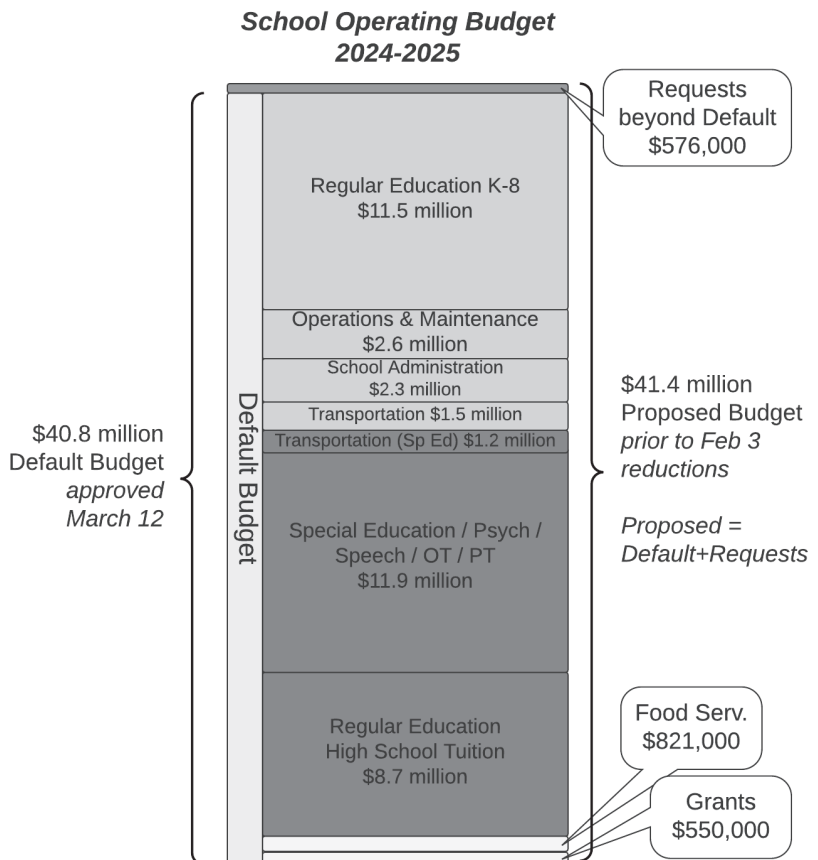 School Operating Budget
2024-2025
Requests
beyond Default
$576,000
Regular Education K-8
$11.5 million
Operations & Maintenance
$2.6 million
School Administration
$2.3 million
Transportation $1.5 million
Transportation (Sp Ed) $1.2 million
Default Budget
$40.8 million
Default Budget
approved
March 12
$41.4 million
Proposed Budget
prior to Feb 3
reductions
Proposed =
Default+Requests
Special Education / Psych /
Speech / OT / PT
$11.9 million
Regular Education
High School Tuition
$8.7 million
Food Serv.
$821,000
Grants
$550,000